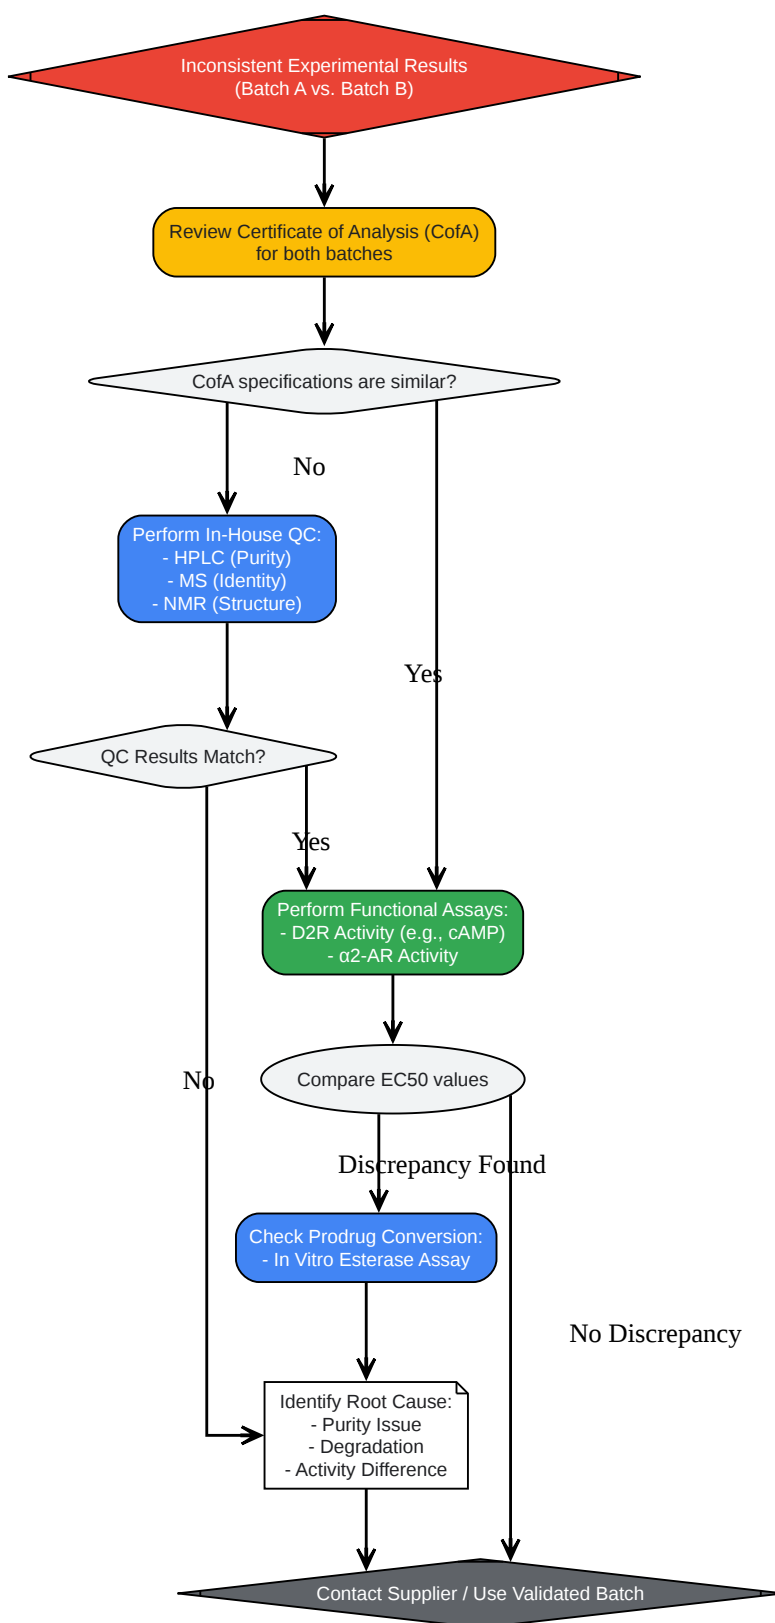 Inconsistent Experimental Results
(Batch A vs. Batch B)
Review Certificate of Analysis (CofA)
for both batches
CofA specifications are similar?
No
Perform In-House QC:
- HPLC (Purity)
- MS (Identity)
- NMR (Structure)
Yes
QC Results Match?
Yes
Perform Functional Assays:
- D2R Activity (e.g., cAMP)
- α2-AR Activity
No
Compare EC50 values
Discrepancy Found
Check Prodrug Conversion:
- In Vitro Esterase Assay
No Discrepancy
Identify Root Cause:
- Purity Issue
- Degradation
- Activity Difference
Contact Supplier / Use Validated Batch